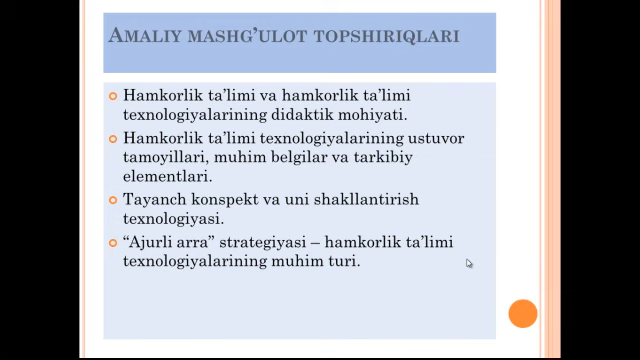 AMALIY MASHG'ULOT TOPSHIRIQLARI
Hamkorlik ta'limi va hamkorlik ta'limi
texnologiyalarining didaktik mohiyati.
Hamkorlik ta'limi texnologiyalarining ustuvor
tamoyillari, muhim belgilar va tarkibiy
elementlari.
Tayanch konspekt va uni shakllantirish
texnologiyasi.
“Ajurli arra” strategiyasi – hamkorlik ta'limi
texnologiyalarining muhim turi.